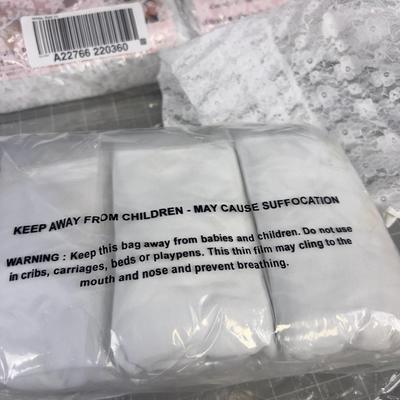 A22766 220360
KEEP AWAY FROM CHILDREN - MAY CAUSE SUFFOCATION
WARNING : Keep this bag away from babies and children. Do not use
in cribs, carriages, beds or playpens. This thin film may cling to the
mouth and nose and prevent breathing.